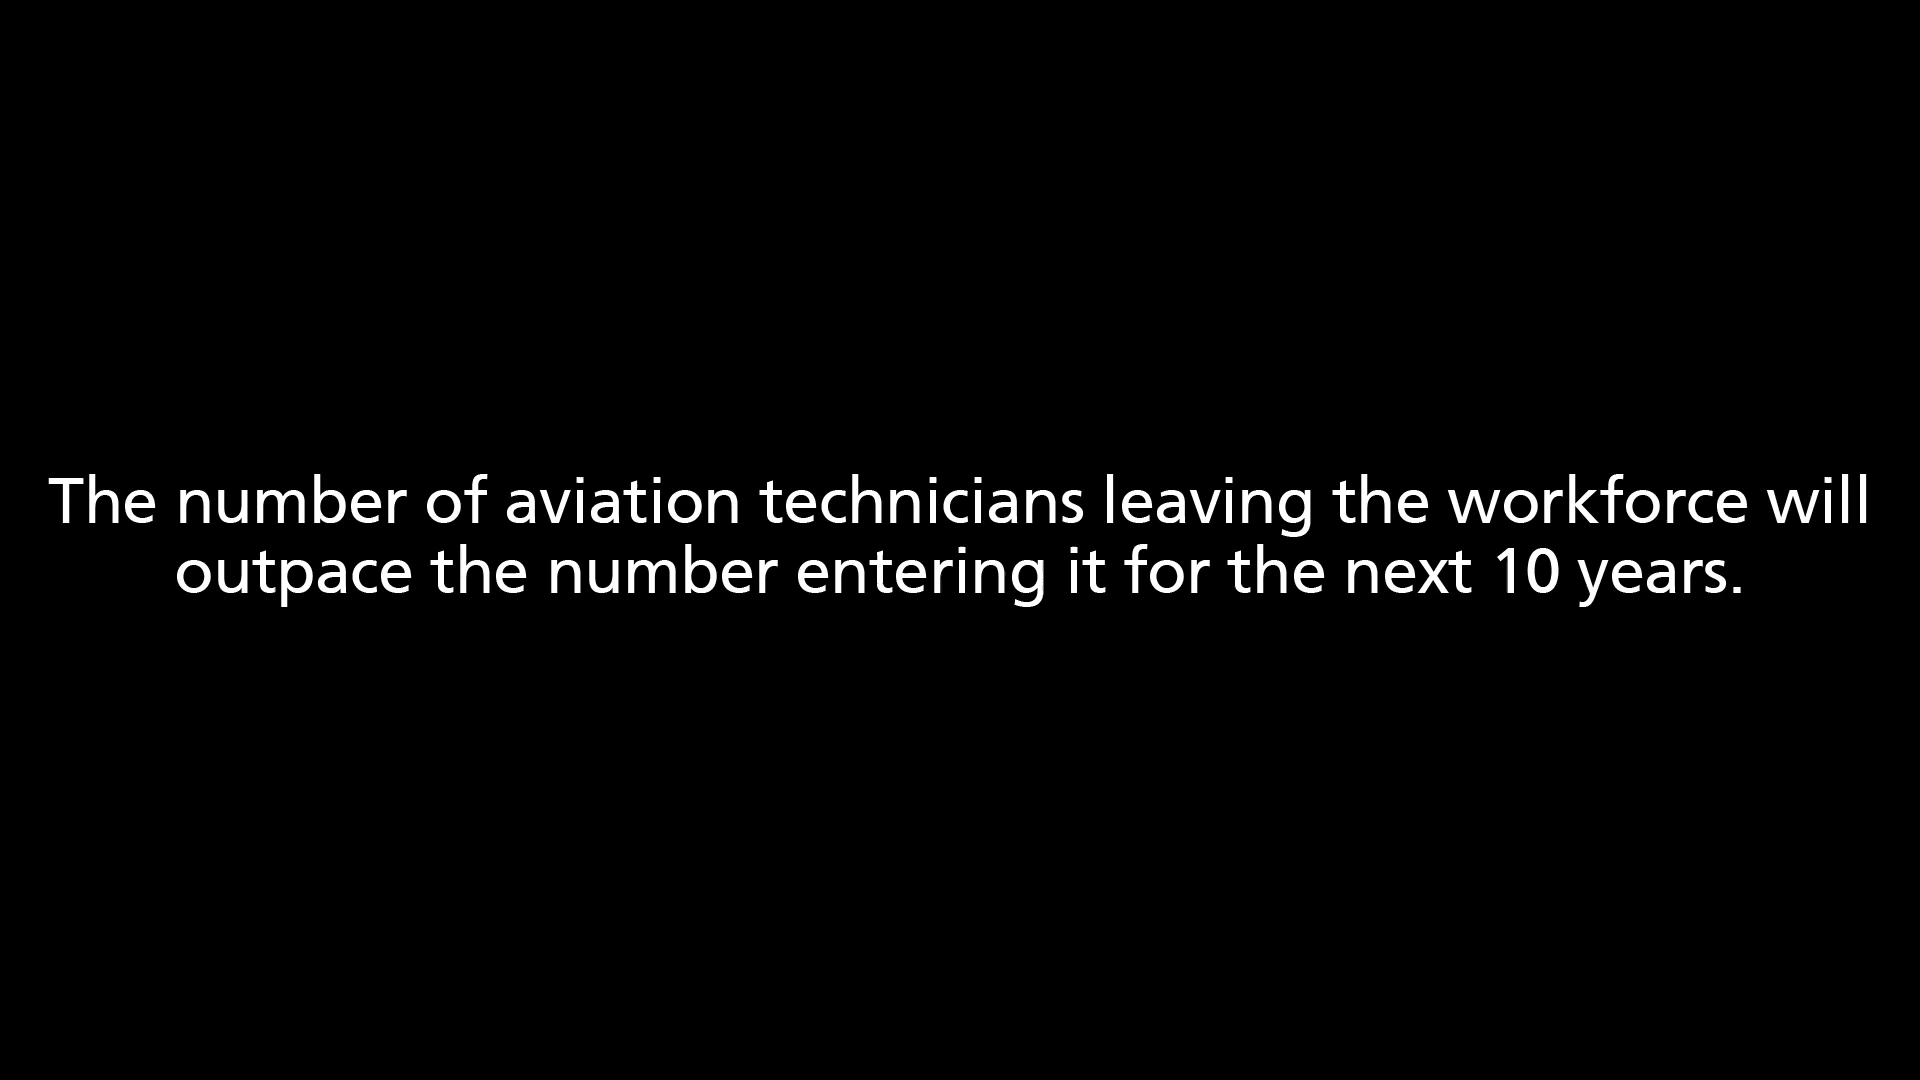 The number of aviation technicians leaving the workforce will
outpace the number entering it for the next 10 years.